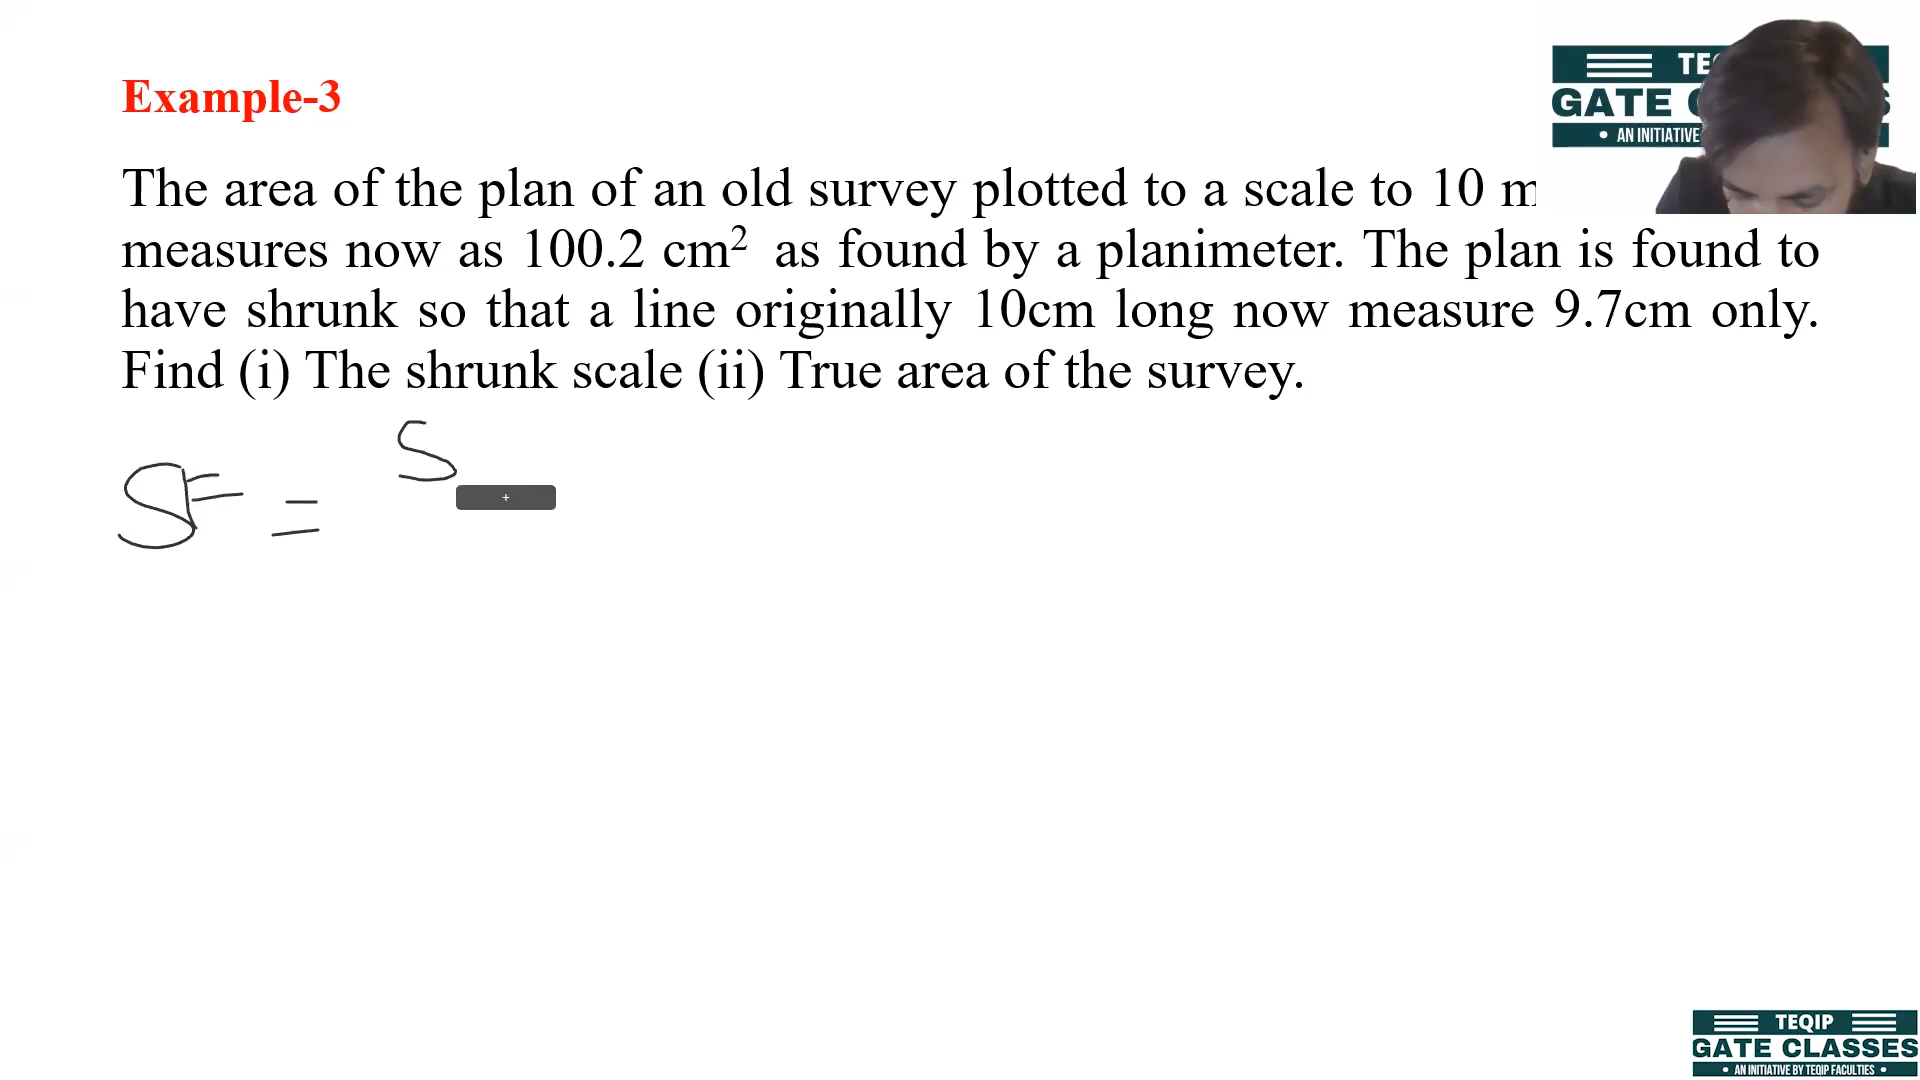 Example-3
The area of the plan of an old survey plotted to a scale to 10 m
measures now as 100.2 cm² as found by a planimeter. The plan is found to
have shrunk so that a line originally 10cm long now measure 9.7cm only.
Find (i) The shrunk scale (ii) True area of the survey.
S
SF =
+
GATE
• AN INITIATIVE
TEQIP
GATE CLASSES
• AN INITIATIVE BY TEQIP FACULTIES •